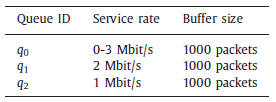 Queue ID Service rate Buffer size
q0 0-3 Mbit/s 1000 packets
q1 2 Mbit/s 1000 packets
q2 1 Mbit/s 1000 packets